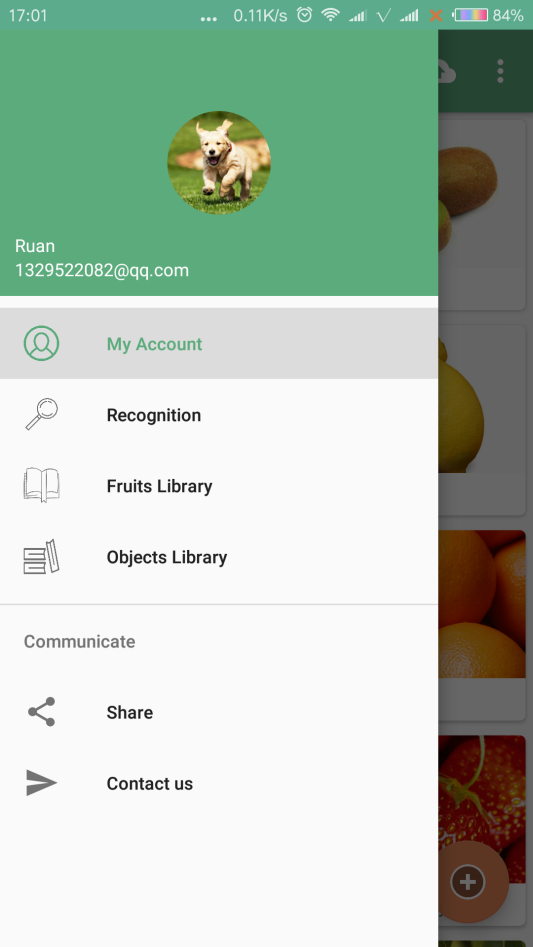 17:01 ... 0.11K/s 84%
Ruan
1329522082@qq.com
My Account
Recognition
Fruits Library
Objects Library
Communicate
Share
Contact us